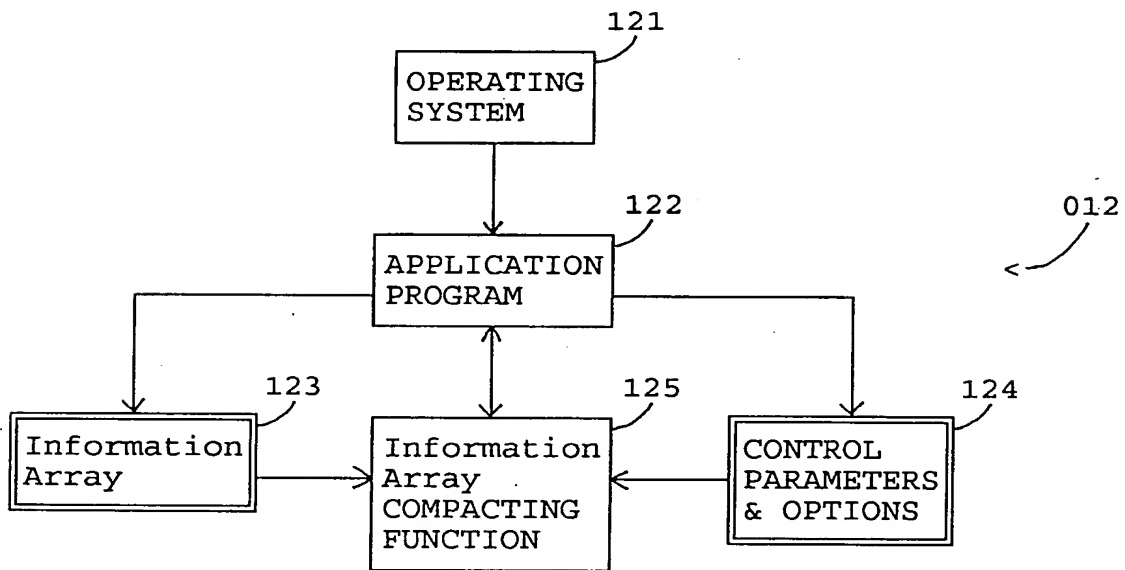 121
OPERATING
SYSTEM
122
012
APPLICATION
PROGRAM
123
125
124
Information
Array
Information
Array
COMPACTING
FUNCTION
CONTROL
PARAMETERS
& OPTIONS